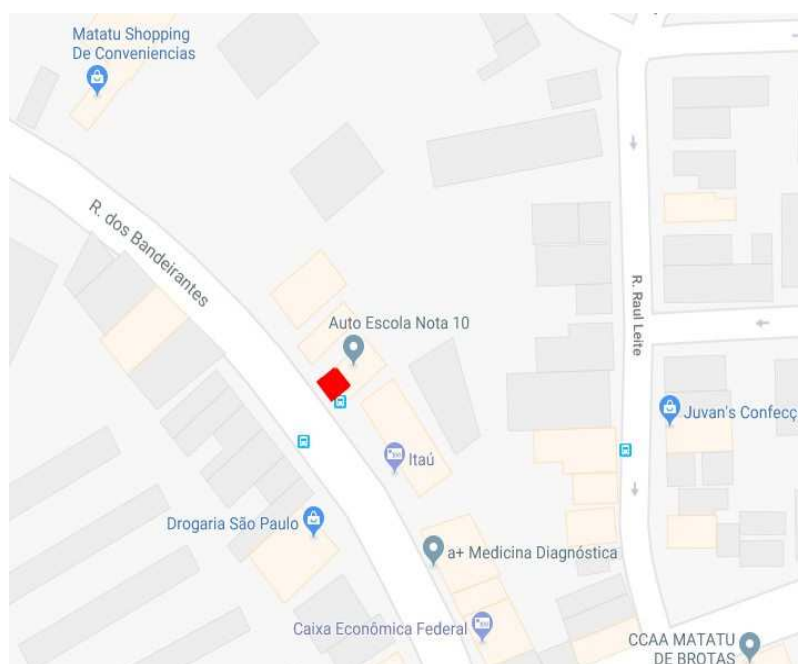 Matatu Shopping
De Conveniencias
R. dos Bandeirantes
R. Raul Leite
Auto Escola Nota 10
Juvan's Confecç
Itaú
Drogaria São Paulo
a+ Medicina Diagnóstica
Caixa Econômica Federal
CCAA MATATU
DE BROTAS